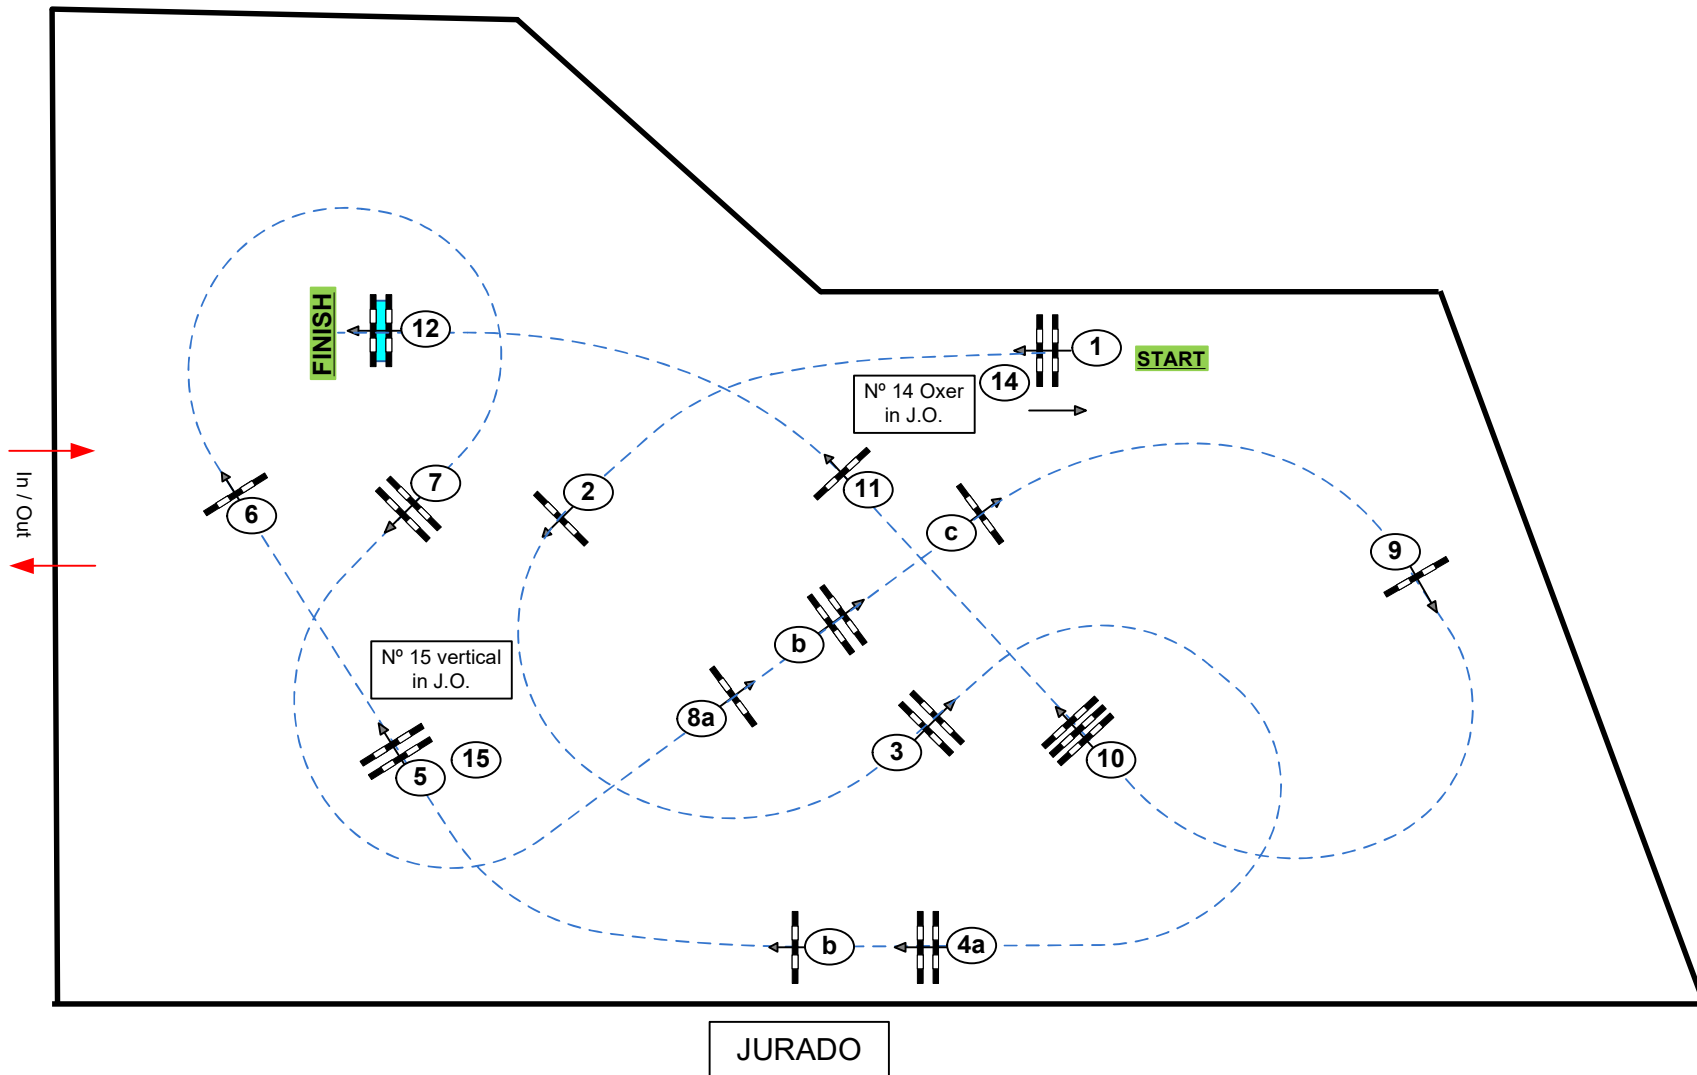 FINISH
12
1
START
14
Nº 14 Oxer
in J.O.
7
2
11
6
c
9
In / Out
b
Nº 15 vertical
in J.O.
8a
3
10
15
5
b
4a
JURADO